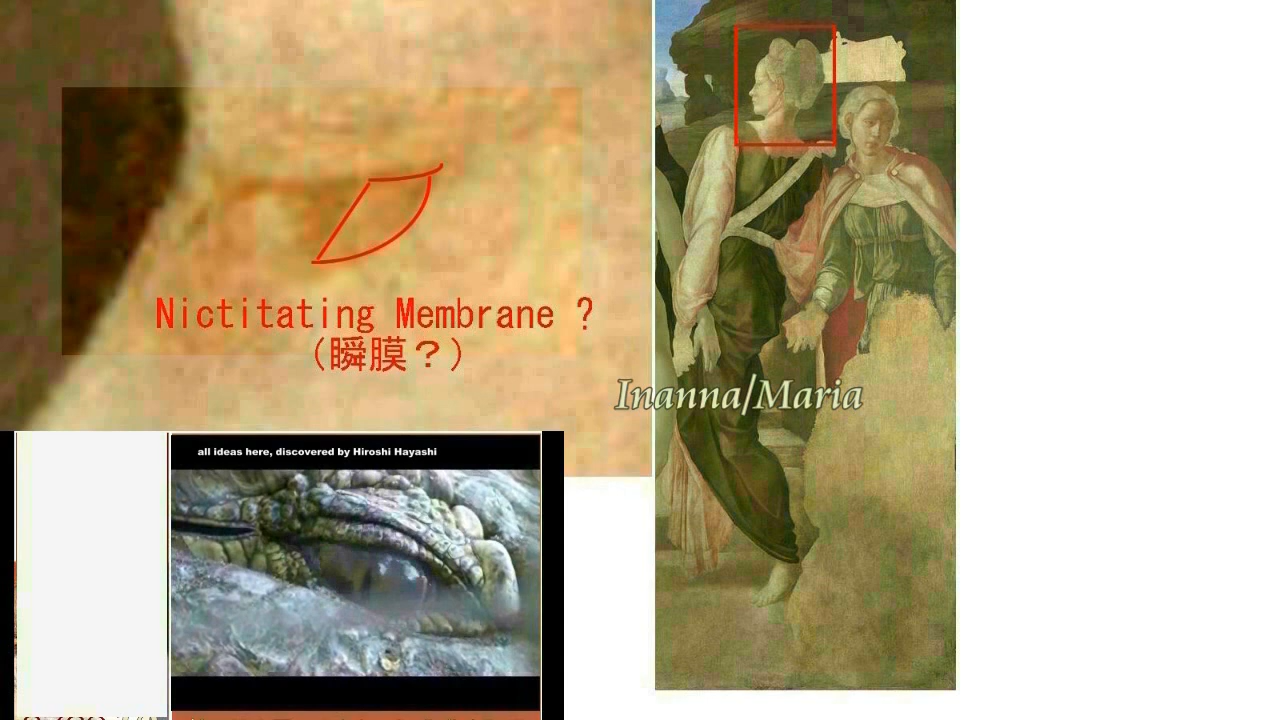 Nictitating Membrane ?
(瞬膜？)
Inanna/Maria
all ideas here, discovered by Hiroshi Hayashi